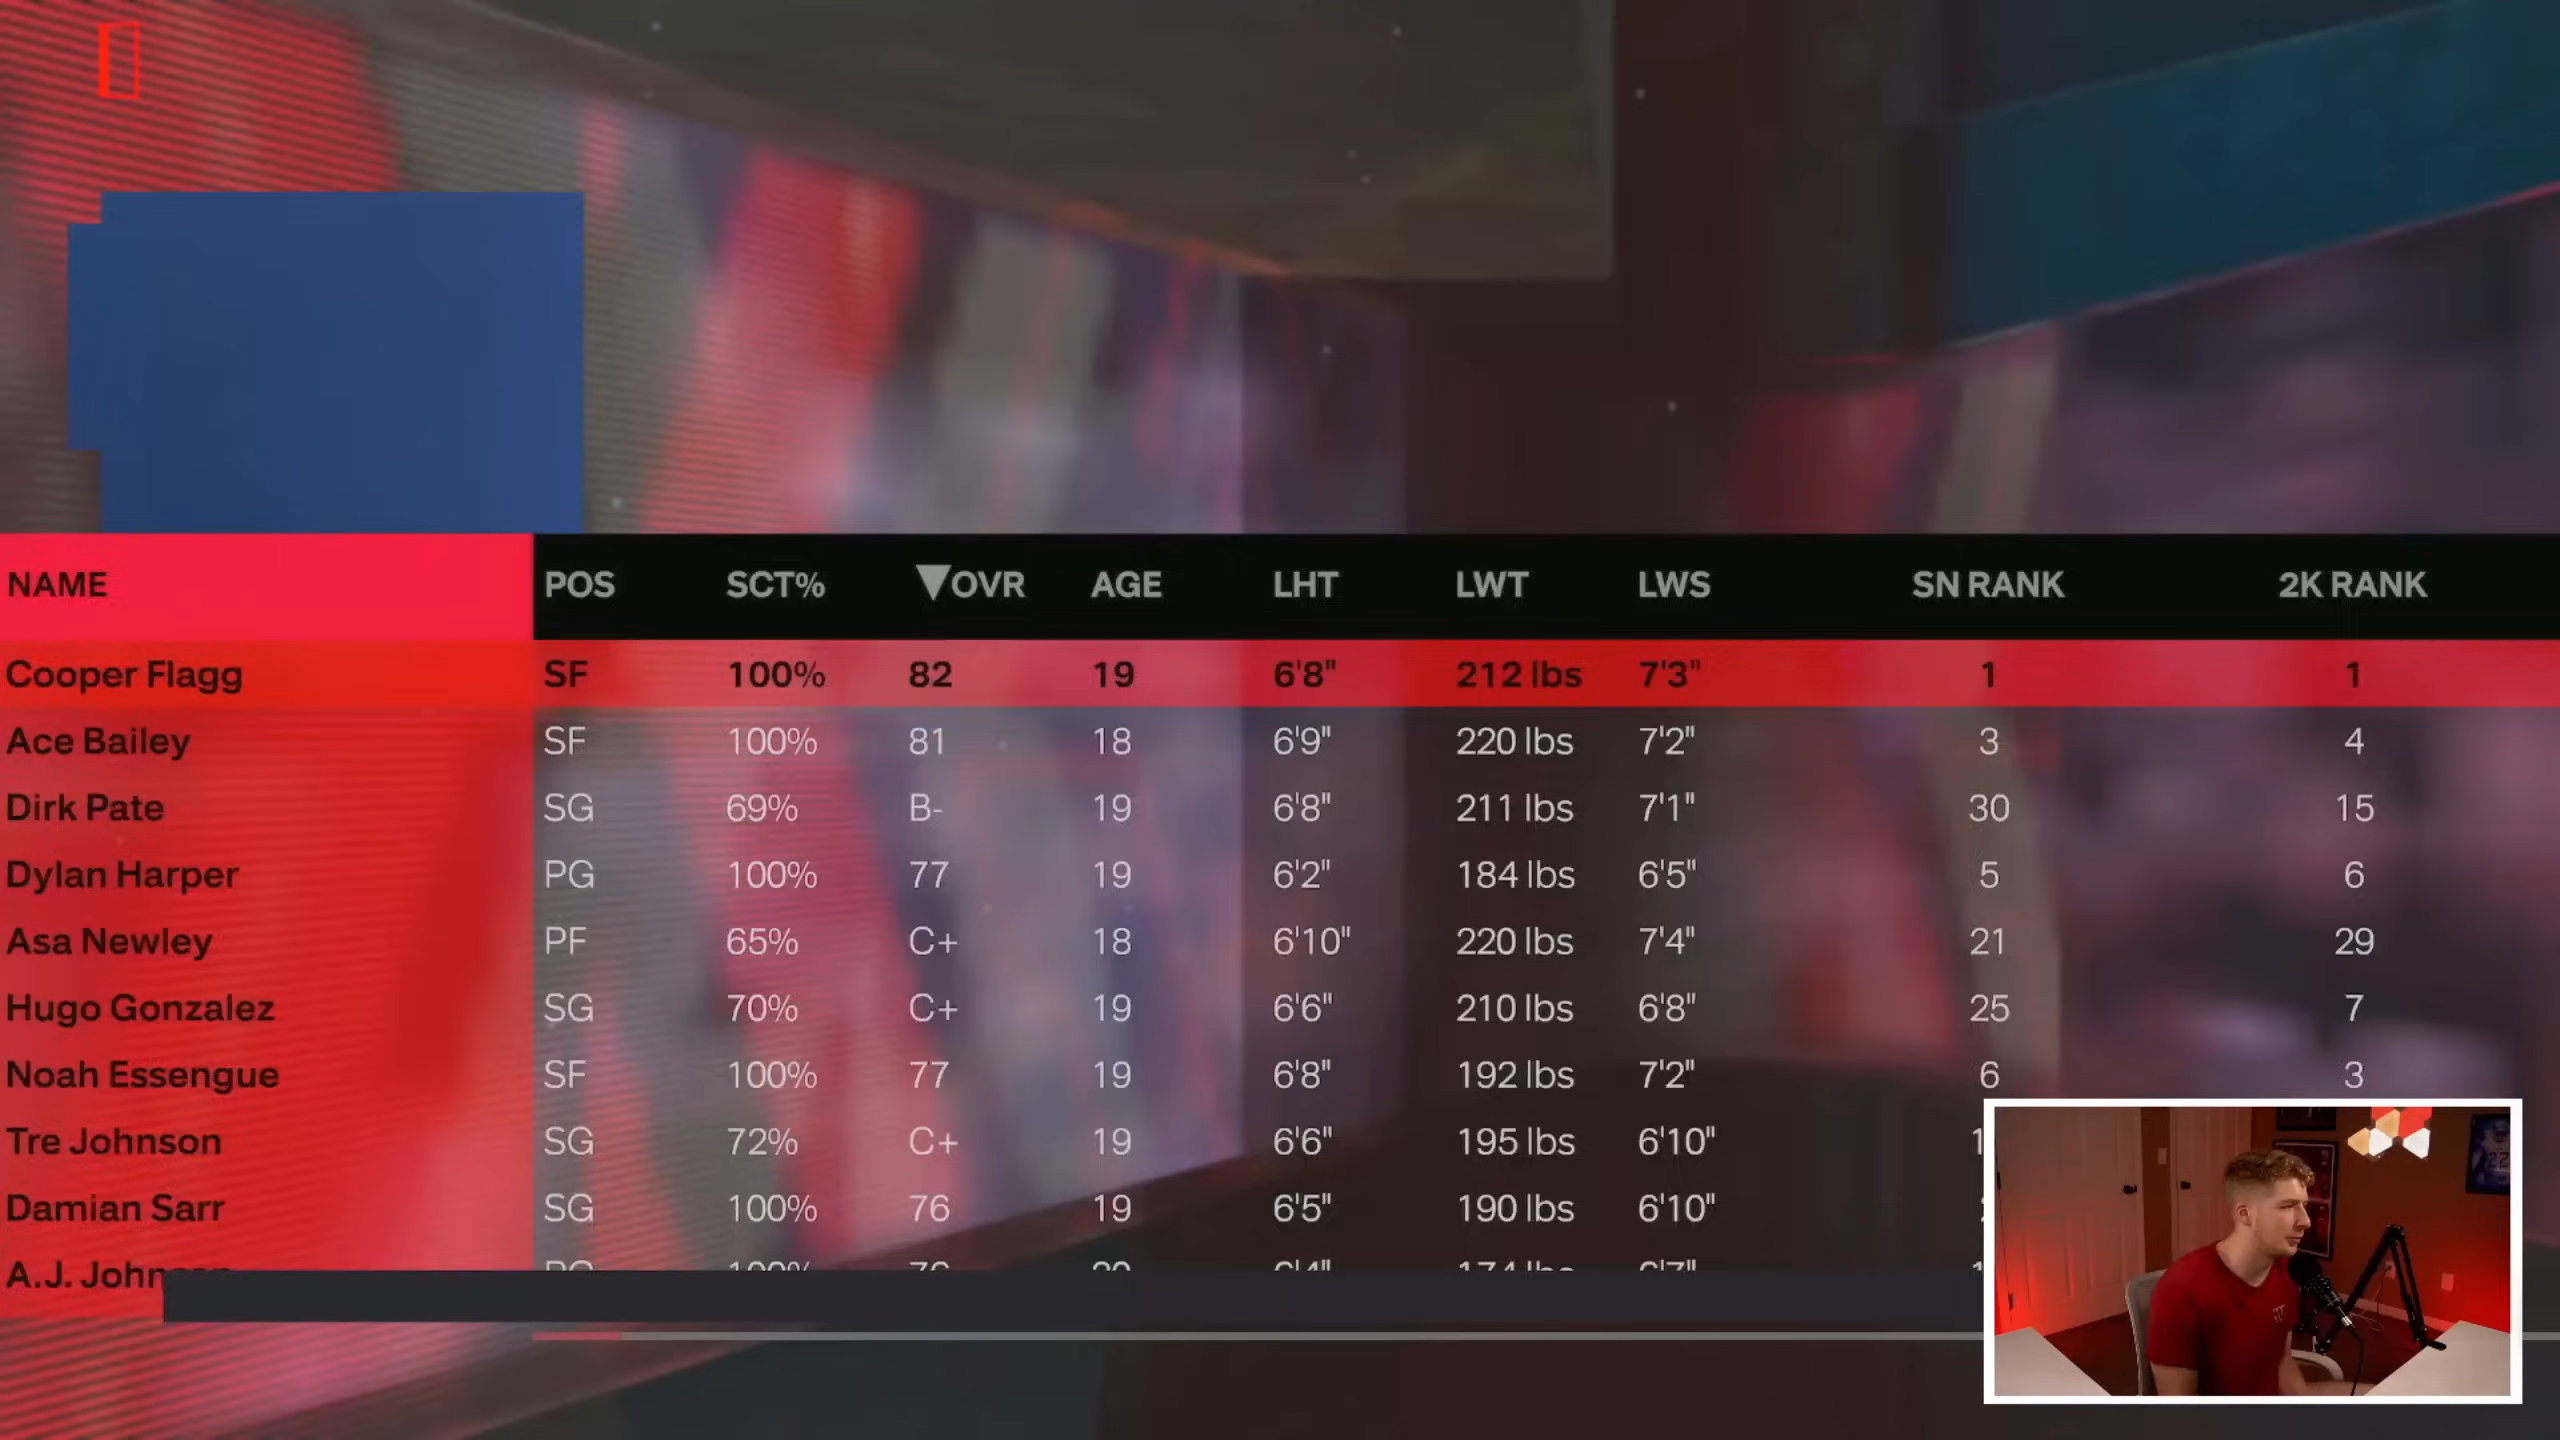 NAME POS SCT% ▼OVR AGE LHT LWT LWS SN RANK 2K RANK
Cooper Flagg SF 100% 82 19 6'8" 212 lbs 7'3" 1 1
Ace Bailey SF 100% 81 18 6'9" 220 lbs 7'2" 3 4
Dirk Pate SG 69% B- 19 6'8" 211 lbs 7'1" 30 15
Dylan Harper PG 100% 77 19 6'2" 184 lbs 6'5" 5 6
Asa Newley PF 65% C+ 18 6'10" 220 lbs 7'4" 21 29
Hugo Gonzalez SG 70% C+ 19 6'6" 210 lbs 6'8" 25 7
Noah Essengue SF 100% 77 19 6'8" 192 lbs 7'2" 6 3
Tre Johnson SG 72% C+ 19 6'6" 195 lbs 6'10"
Damian Sarr SG 100% 76 19 6'5" 190 lbs 6'10"
A.J.